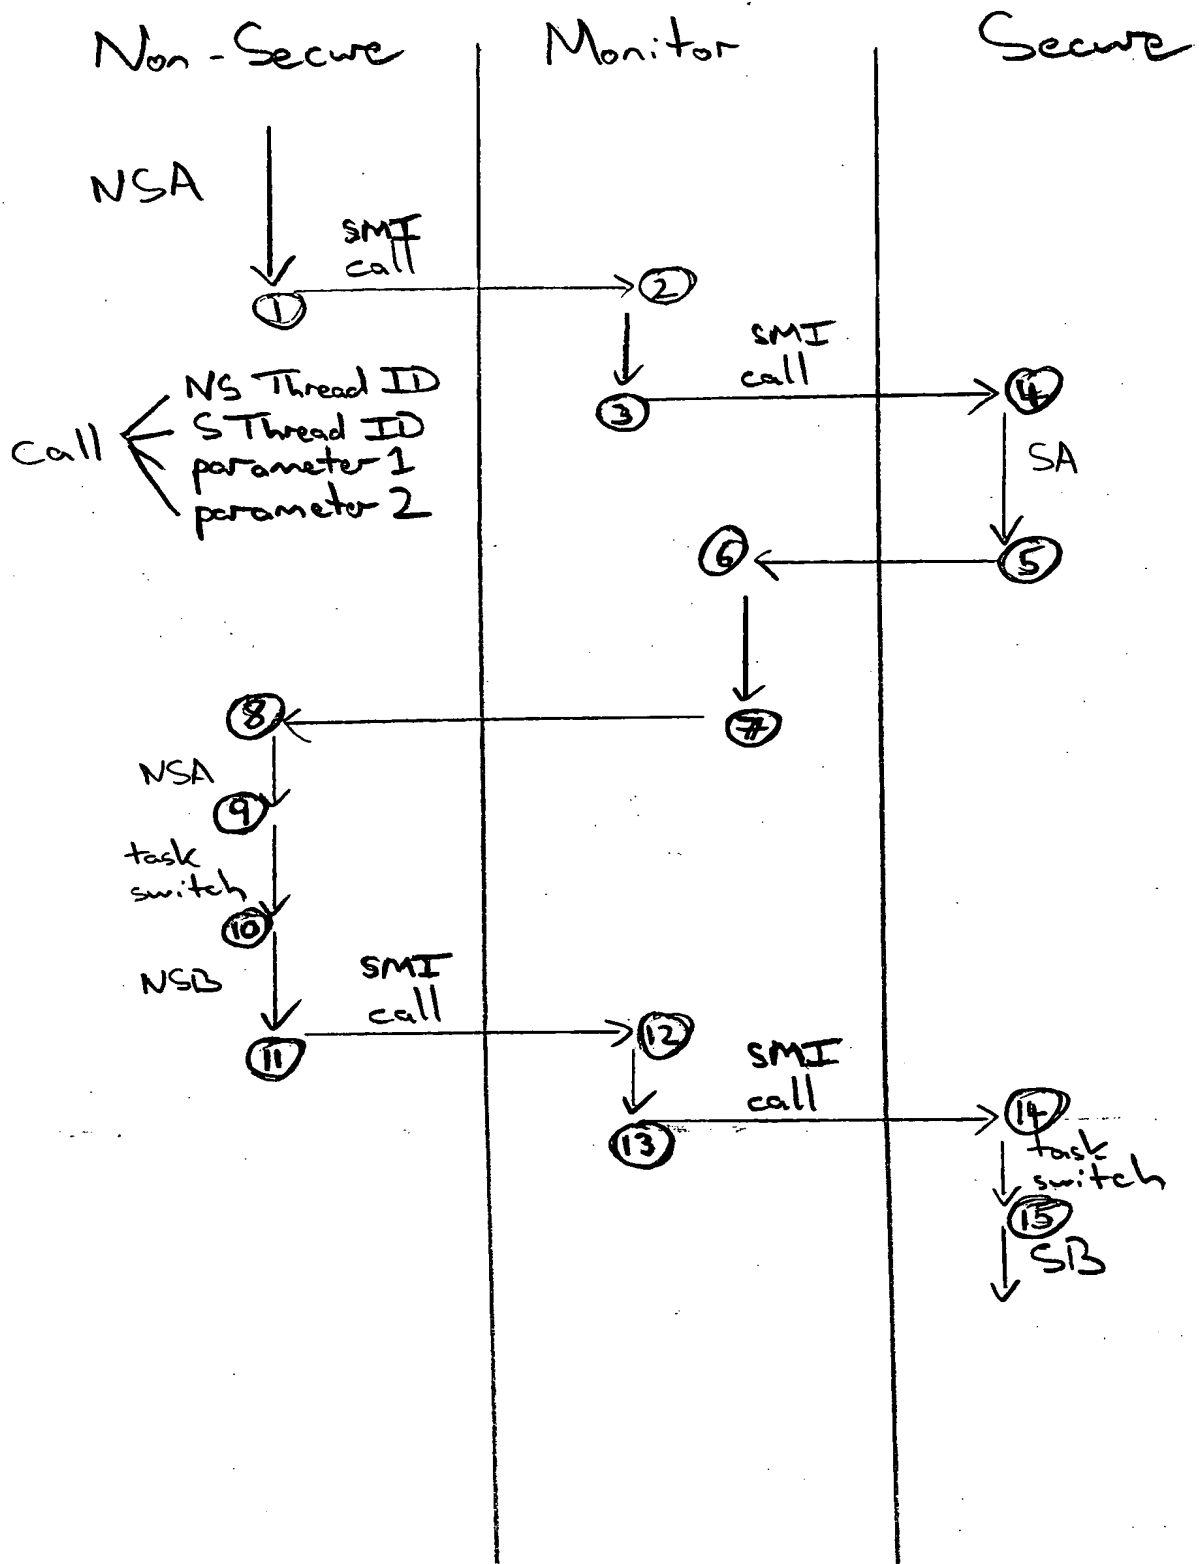 Non-Secure
Monitor
Secure
NSA
SMI
call
1
2
SMI
call
3
4
call
NS Thread ID
S Thread ID
parameter 1
parameter 2
SA
6
5
8
7
NSA
9
task
switch
10
NSB
SMI
call
11
12
SMI
call
13
14
task
switch
15
SB